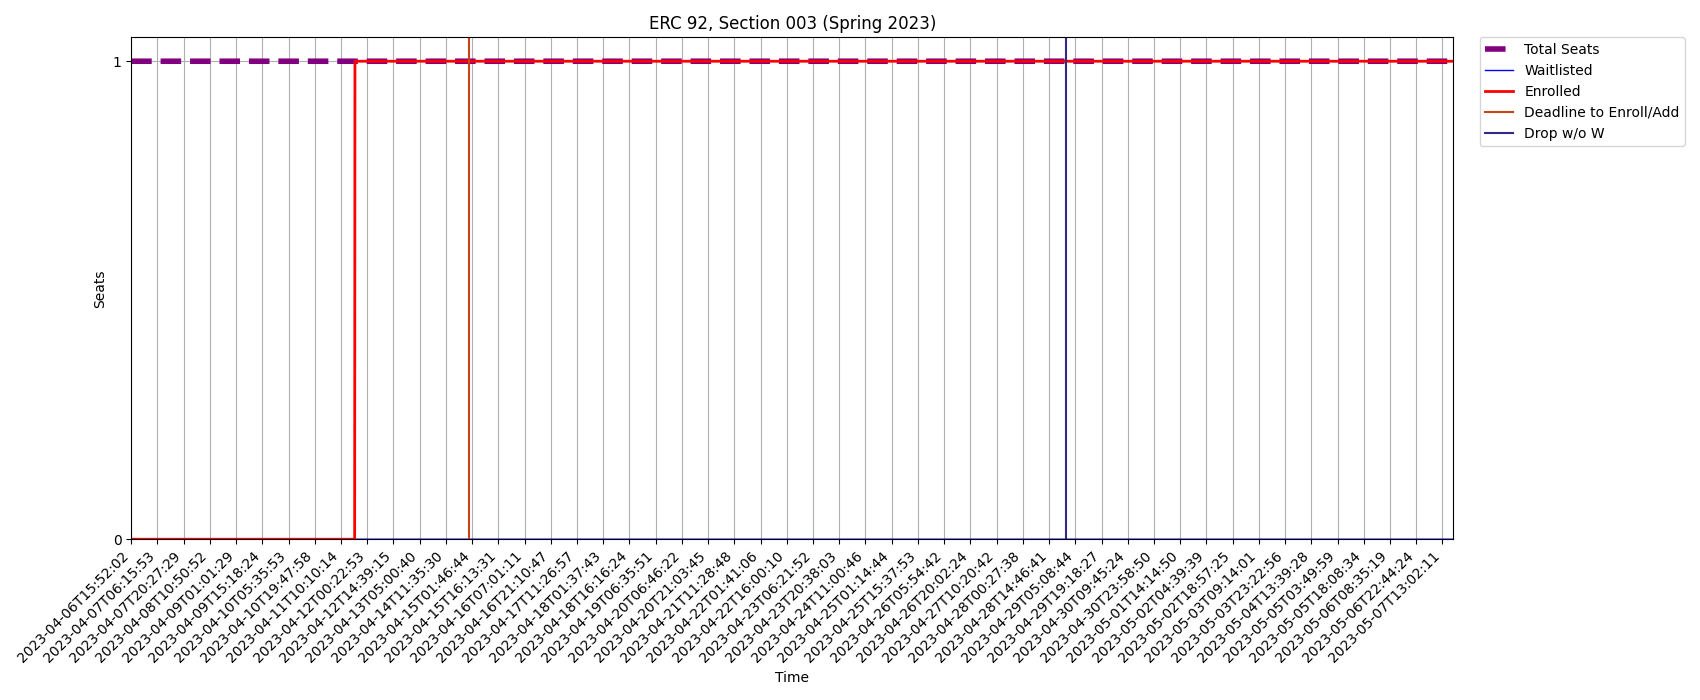 ERC 92, Section 003 (Spring 2023)
Total Seats
Waitlisted
Enrolled
Deadline to Enroll/Add
Drop w/o W
Seats
1
0
2023-04-06T15:52:02
2023-04-07T06:15:53
2023-04-07T20:27:29
2023-04-08T10:50:52
2023-04-09T01:01:29
2023-04-09T15:18:24
2023-04-10T05:35:53
2023-04-10T19:47:58
2023-04-11T10:10:14
2023-04-12T00:22:53
2023-04-12T14:39:15
2023-04-13T05:00:40
2023-04-14T11:35:30
2023-04-15T01:46:44
2023-04-15T16:13:31
2023-04-16T07:01:11
2023-04-16T21:10:47
2023-04-17T11:26:57
2023-04-18T01:37:43
2023-04-18T16:16:24
2023-04-19T06:35:51
2023-04-20T06:46:22
2023-04-20T21:03:45
2023-04-21T11:28:48
2023-04-22T01:41:06
2023-04-22T16:00:10
2023-04-23T06:21:52
2023-04-23T20:38:03
2023-04-24T11:00:46
2023-04-25T01:14:44
2023-04-25T15:37:53
2023-04-26T05:54:42
2023-04-26T20:02:24
2023-04-27T10:20:42
2023-04-28T00:27:38
2023-04-28T14:46:41
2023-04-29T05:08:44
2023-04-29T19:18:27
2023-04-30T09:45:24
2023-04-30T23:58:50
2023-05-01T14:14:50
2023-05-02T04:39:39
2023-05-02T18:57:25
2023-05-03T09:14:01
2023-05-03T23:22:56
2023-05-04T13:39:28
2023-05-05T03:49:59
2023-05-05T18:08:34
2023-05-06T08:35:19
2023-05-06T22:44:24
2023-05-07T13:02:11
Time